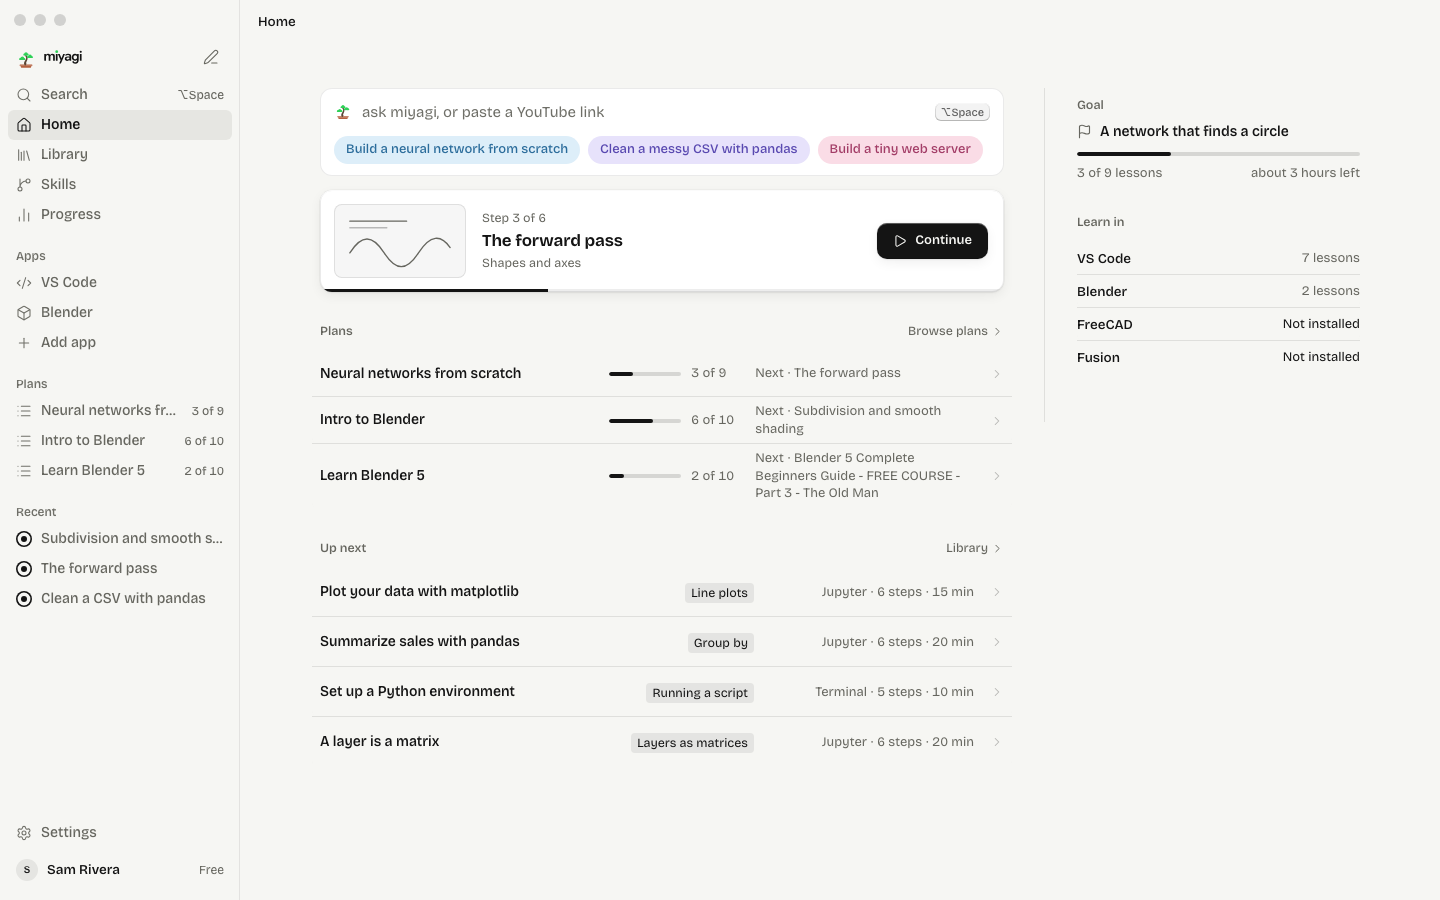 miyagi
Search ⌥Space
Home
Library
Skills
Progress
Apps
VS Code
Blender
Add app
Plans
Neural networks fr... 3 of 9
Intro to Blender 6 of 10
Learn Blender 5 2 of 10
Recent
Subdivision and smooth s...
The forward pass
Clean a CSV with pandas
Settings
S Sam Rivera Free
Home
ask miyagi, or paste a YouTube link ⌥Space
Build a neural network from scratch Clean a messy CSV with pandas Build a tiny web server
Step 3 of 6
The forward pass
Shapes and axes
Continue
Plans Browse plans
Neural networks from scratch 3 of 9 Next · The forward pass
Intro to Blender 6 of 10 Next · Subdivision and smooth
shading
Learn Blender 5 2 of 10 Next · Blender 5 Complete
Beginners Guide - FREE COURSE -
Part 3 - The Old Man
Up next Library
Plot your data with matplotlib Line plots Jupyter · 6 steps · 15 min
Summarize sales with pandas Group by Jupyter · 6 steps · 20 min
Set up a Python environment Running a script Terminal · 5 steps · 10 min
A layer is a matrix Layers as matrices Jupyter · 6 steps · 20 min
Goal
A network that finds a circle
3 of 9 lessons about 3 hours left
Learn in
VS Code 7 lessons
Blender 2 lessons
FreeCAD Not installed
Fusion Not installed